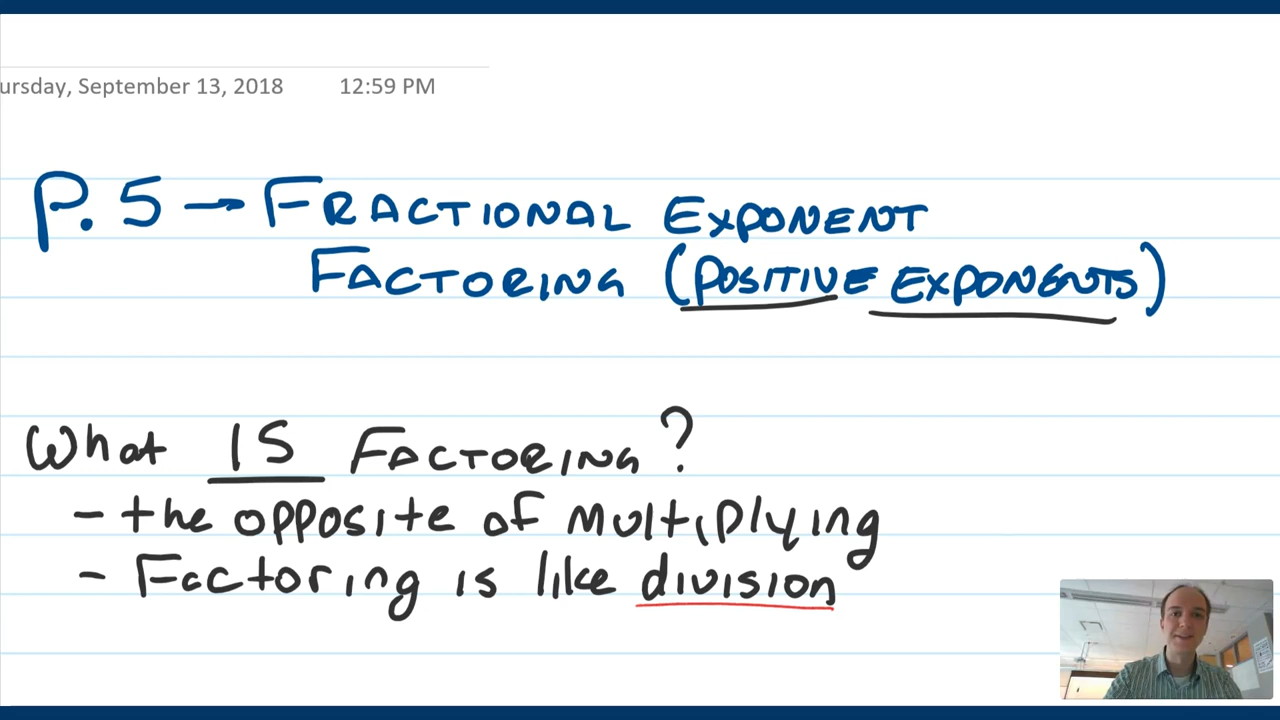 ursday, September 13, 2018 12:59 PM
P. 5 → FRACTIONAL EXPONENT
FACTORING (POSITIVE EXPONENTS)
What IS FACTORING?
- the opposite of multiplying
- Factoring is like division